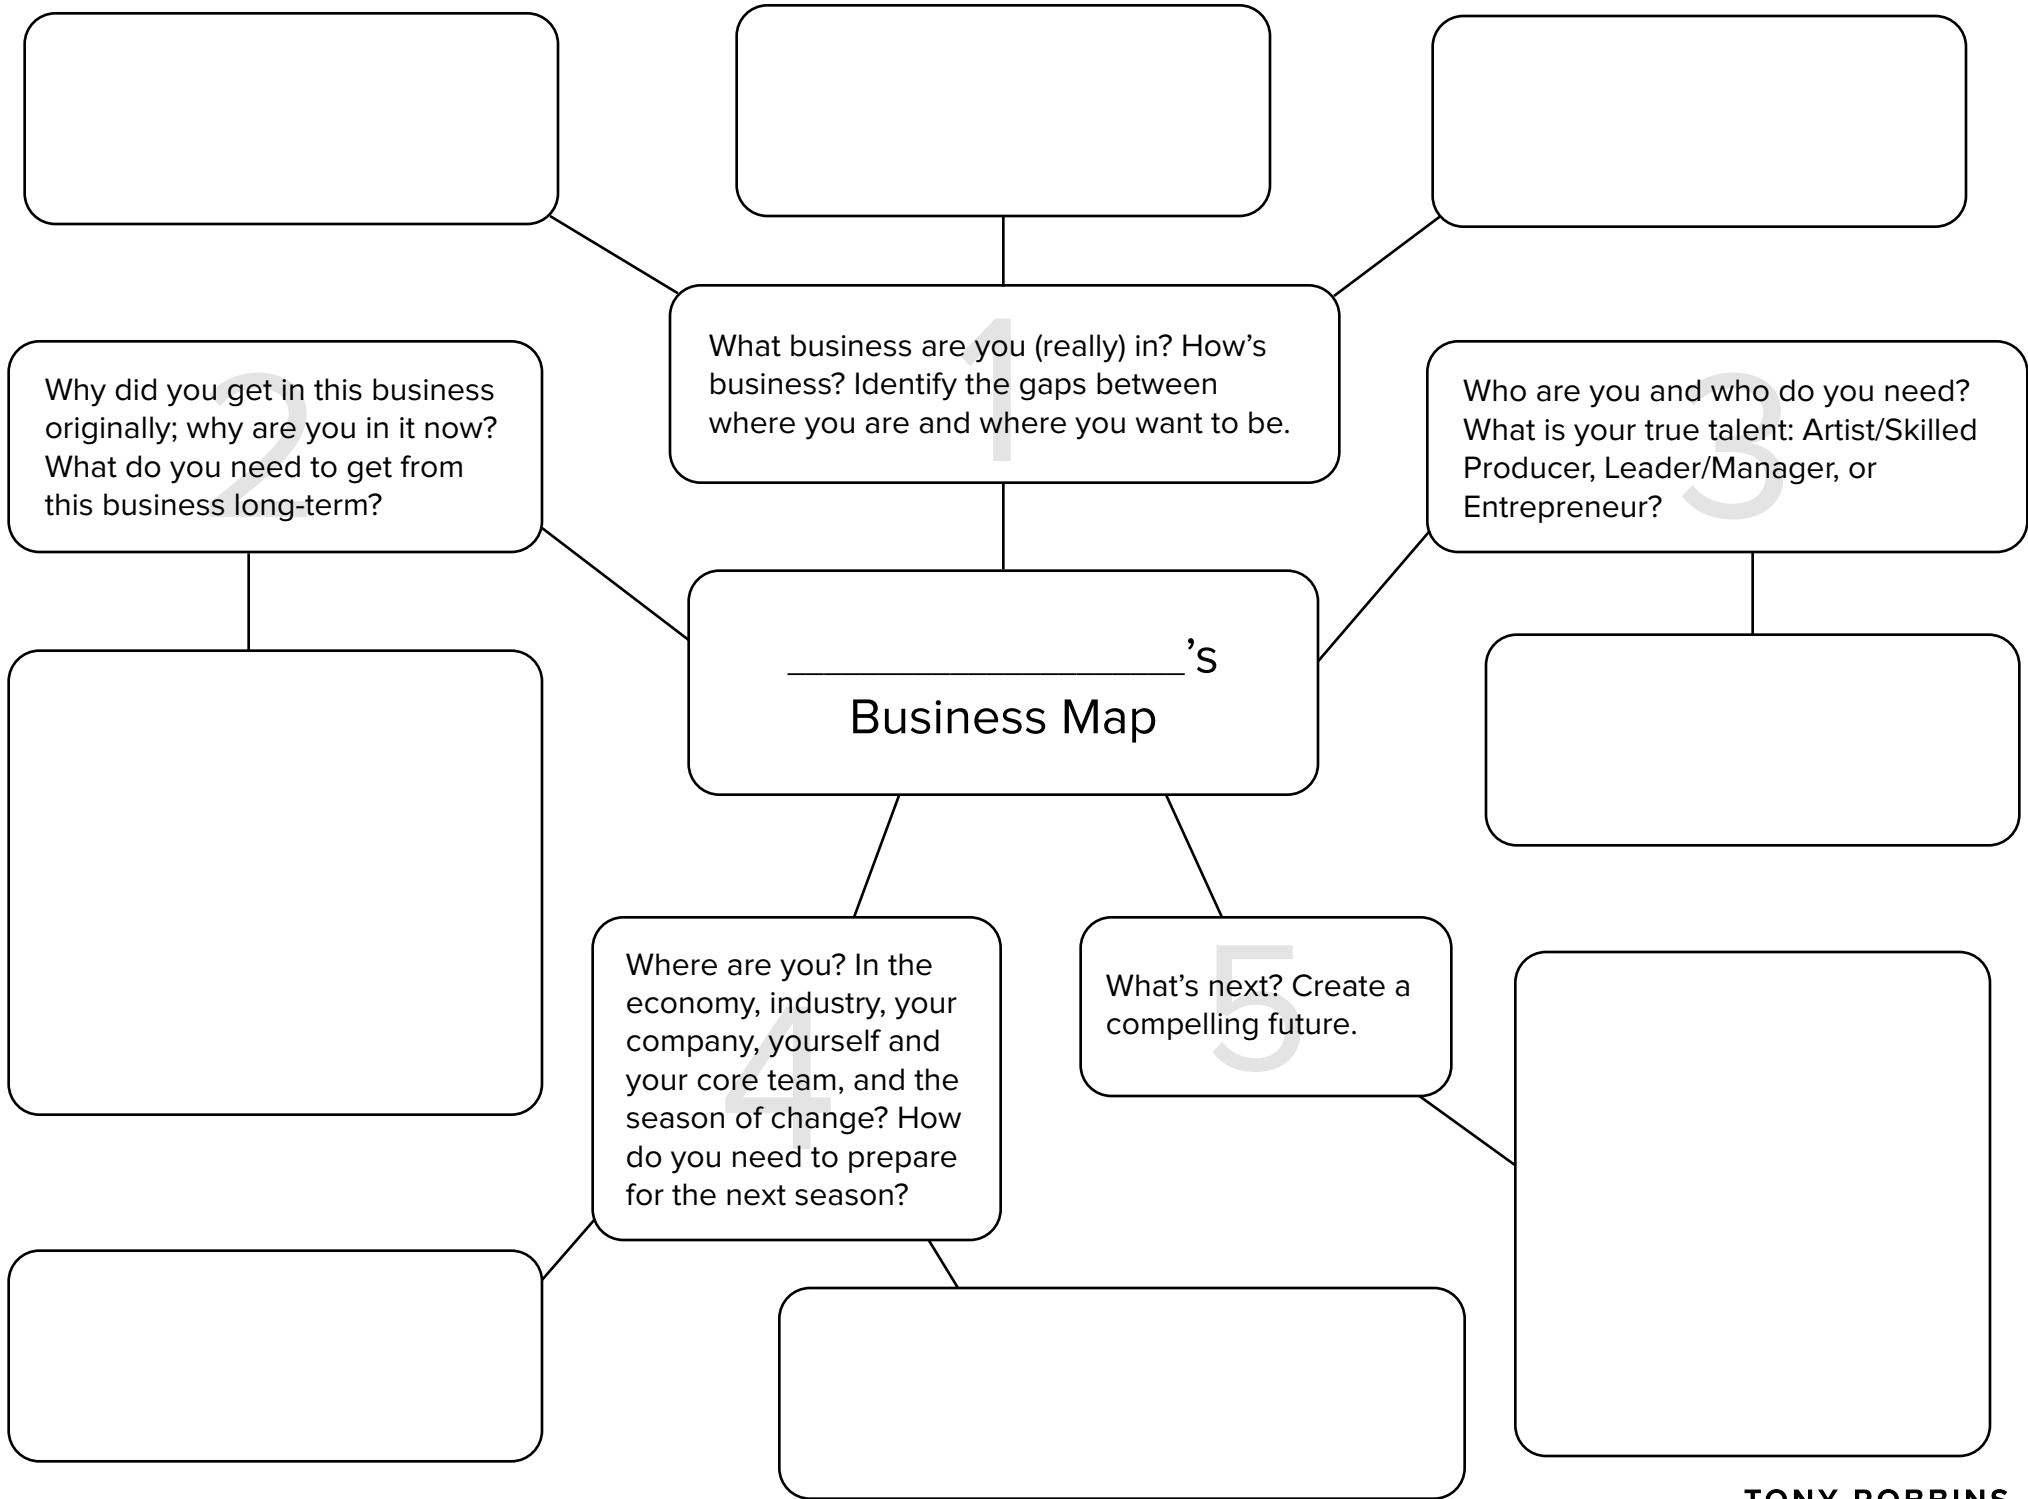 1
What business are you (really) in? How’s
business? Identify the gaps between
where you are and where you want to be.
2
Why did you get in this business
originally; why are you in it now?
What do you need to get from
this business long-term?
3
Who are you and who do you need?
What is your true talent: Artist/Skilled
Producer, Leader/Manager, or
Entrepreneur?
______________________’s
Business Map
4
Where are you? In the
economy, industry, your
company, yourself and
your core team, and the
season of change? How
do you need to prepare
for the next season?
5
What’s next? Create a
compelling future.
TONY ROBBINS